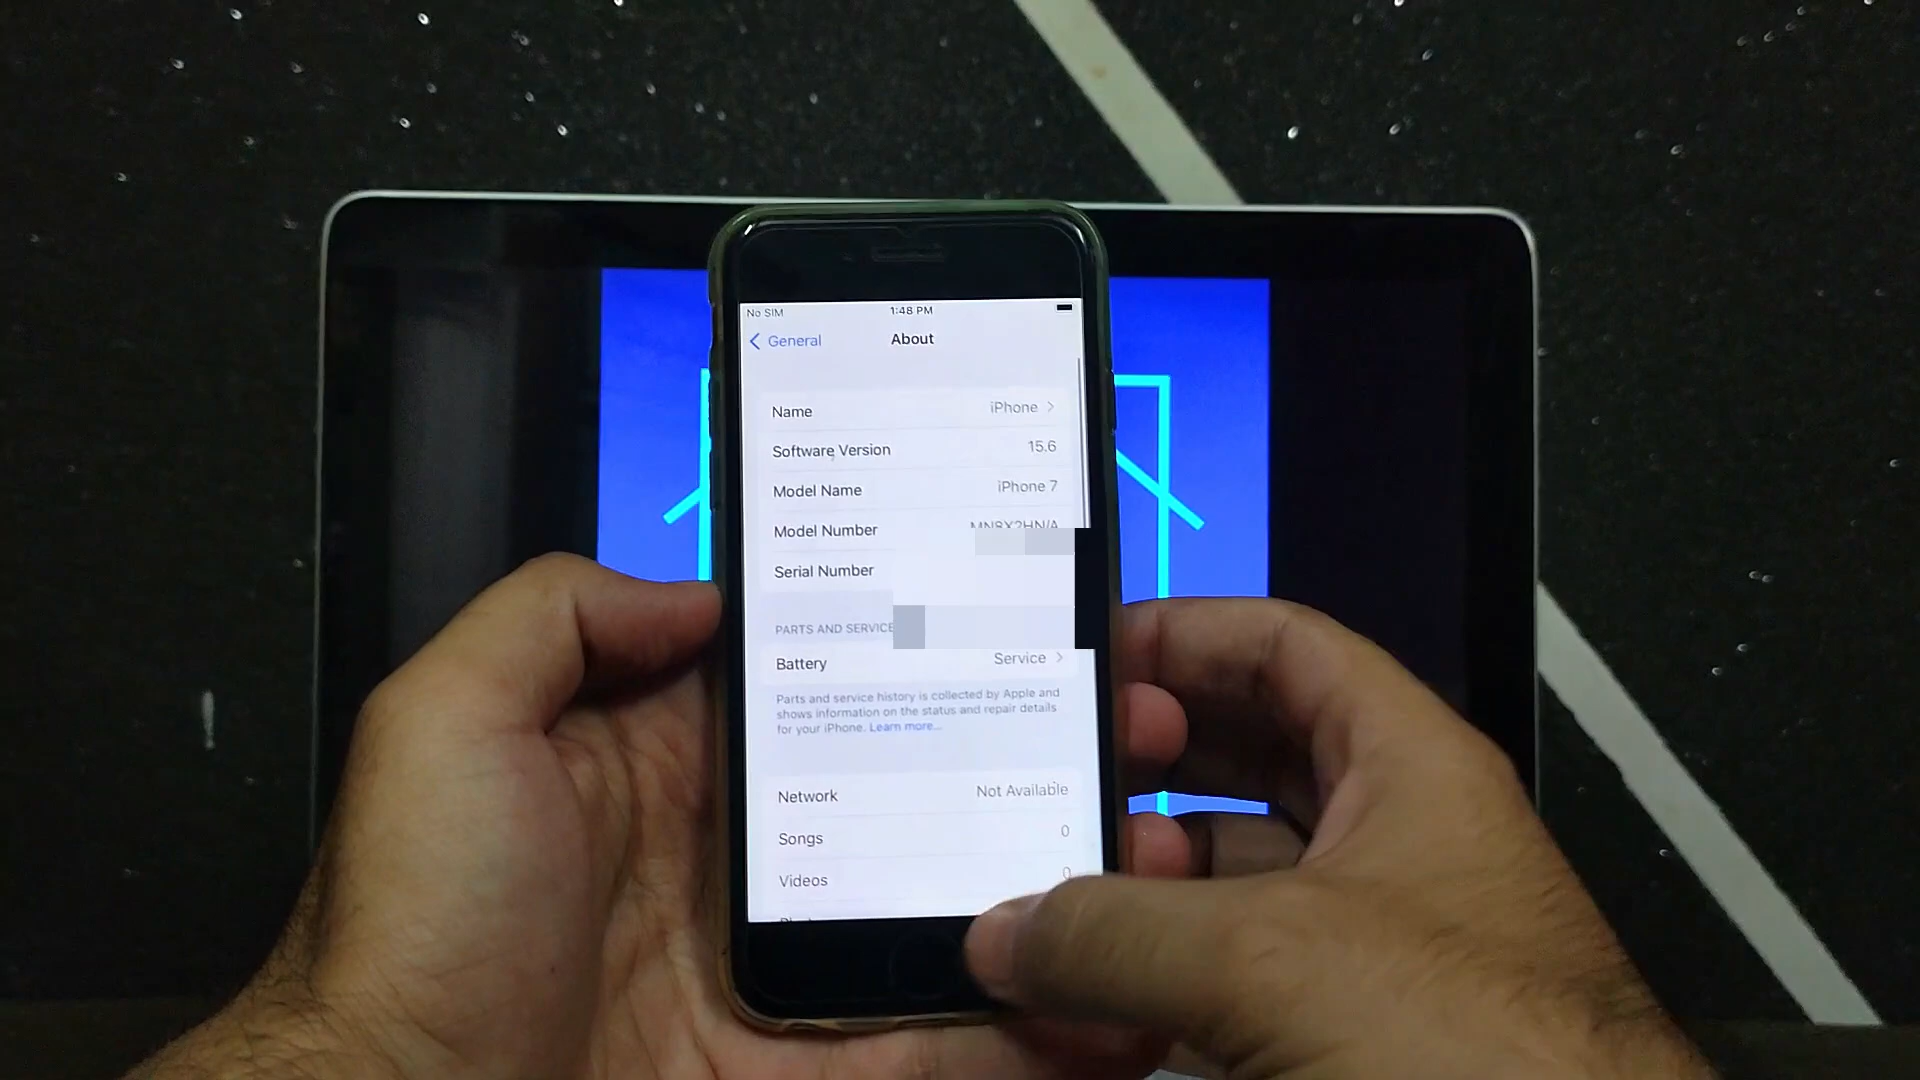 No SIM 1:48 PM
General About
Name iPhone
Software Version 15.6
Model Name iPhone 7
Model Number
Serial Number
PARTS AND SERVICE
Battery Service
Parts and service history is collected by Apple and
shows information on the status and repair details
for your iPhone. Learn more...
Network Not Available
Songs 0
Videos 0